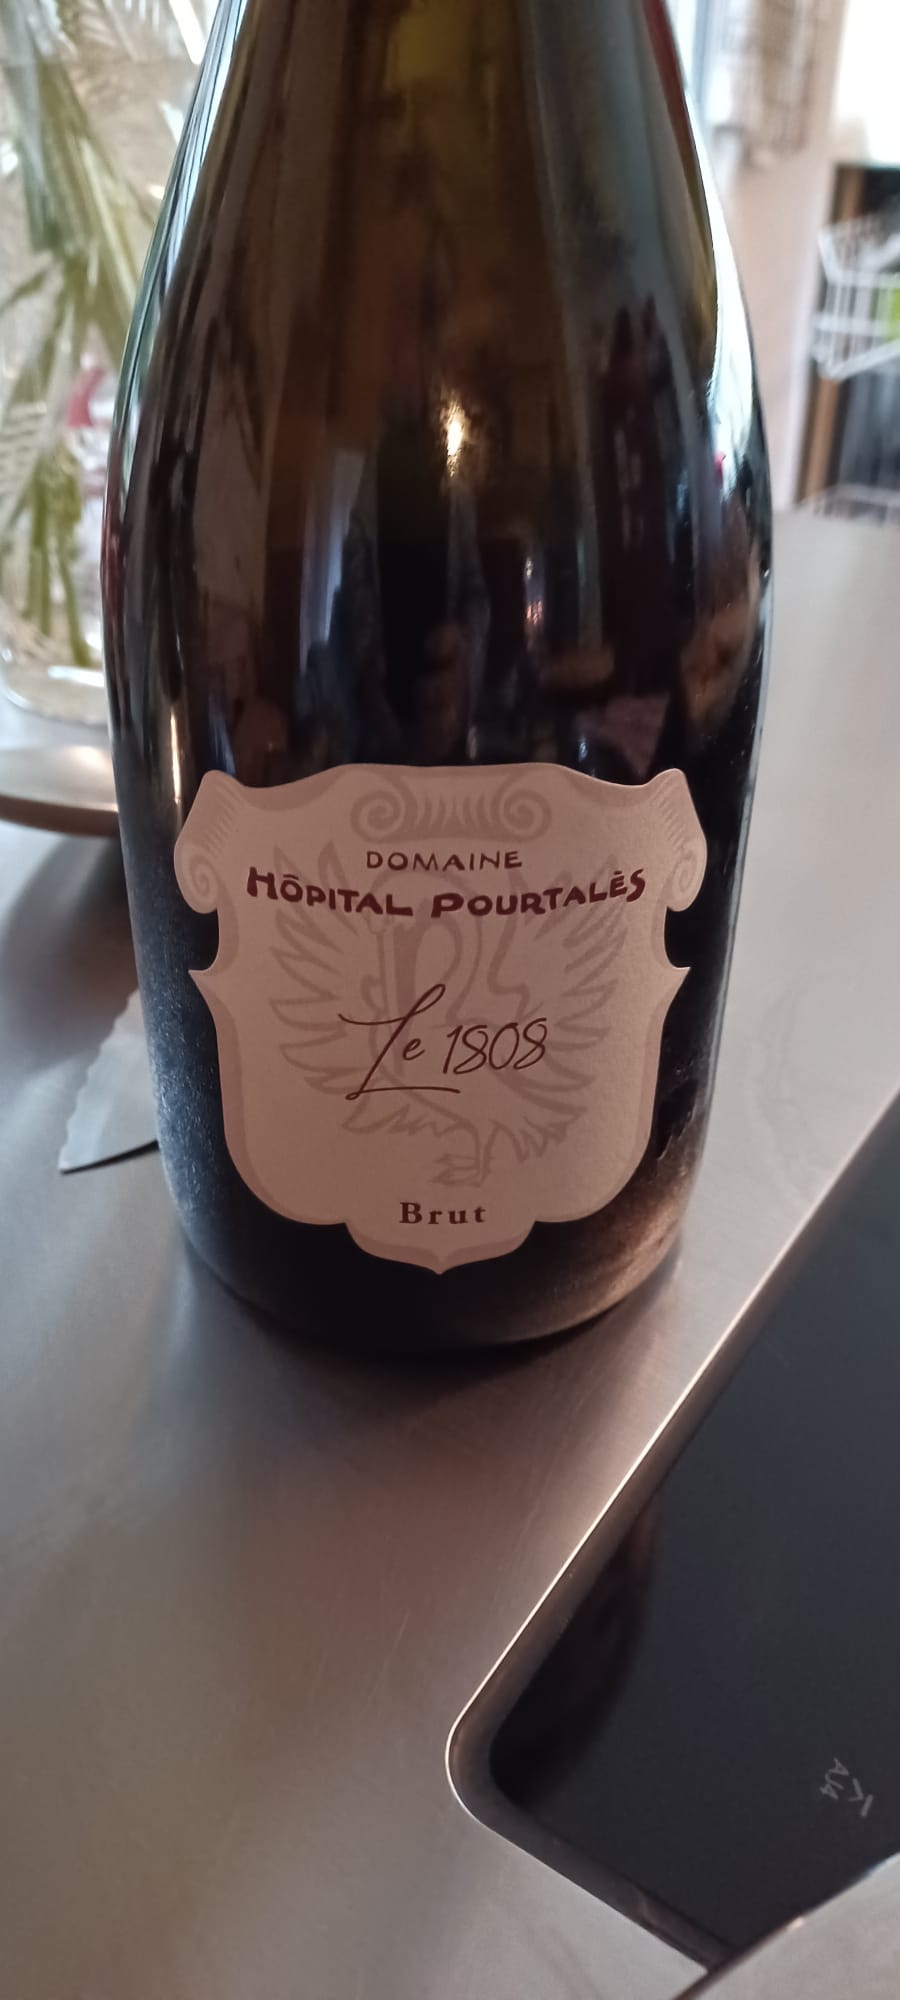 DOMAINE
HÔPITAL POURTALÈS
Le 1808
Brut